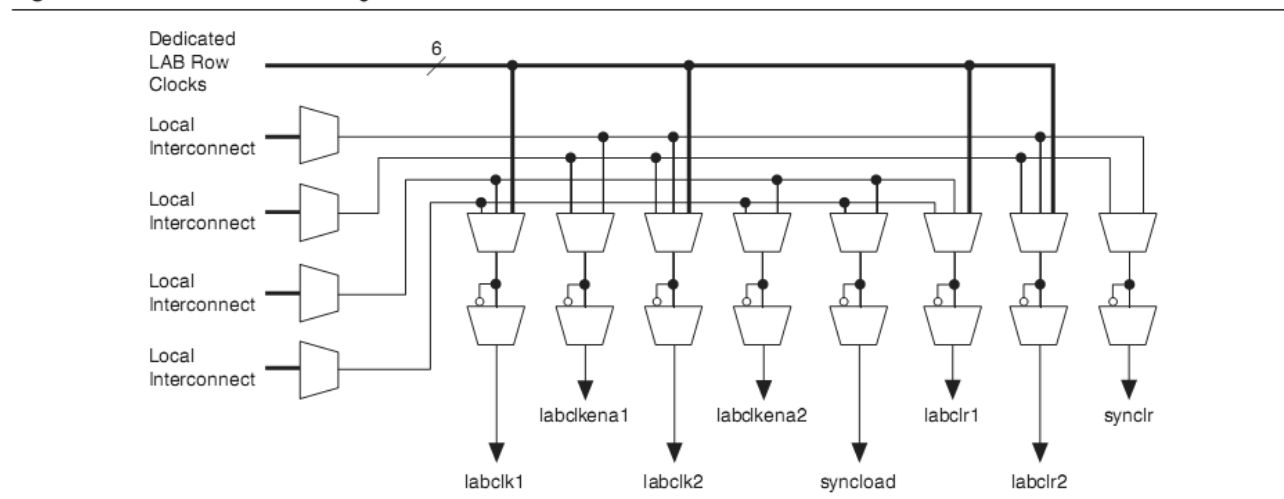 Dedicated
LAB Row
Clocks
6
Local
Interconnect
Local
Interconnect
Local
Interconnect
Local
Interconnect
labclkena1
labclkena2
labclr1
synclr
labclk1
labclk2
syncload
labclr2